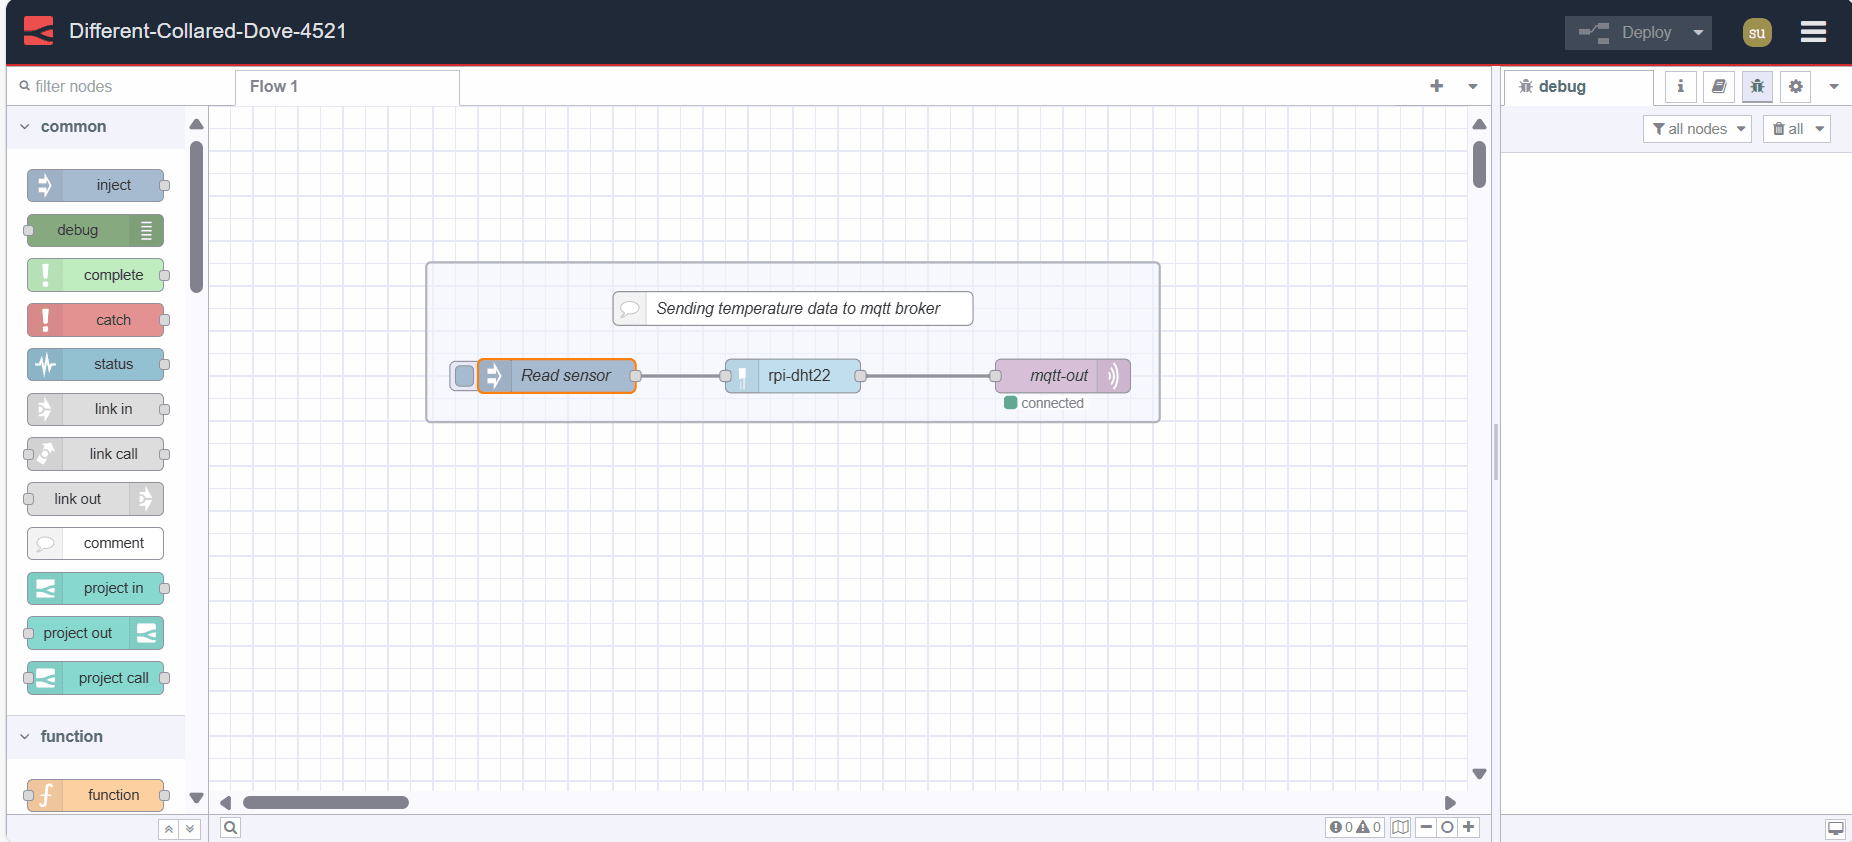 Different-Collared-Dove-4521
Deploy
su
filter nodes
Flow 1
debug
i
all nodes
all
common
inject
debug
complete
catch
status
link in
link call
link out
comment
project in
project out
project call
function
function
Sending temperature data to mqtt broker
Read sensor
rpi-dht22
mqtt-out
connected
0 0